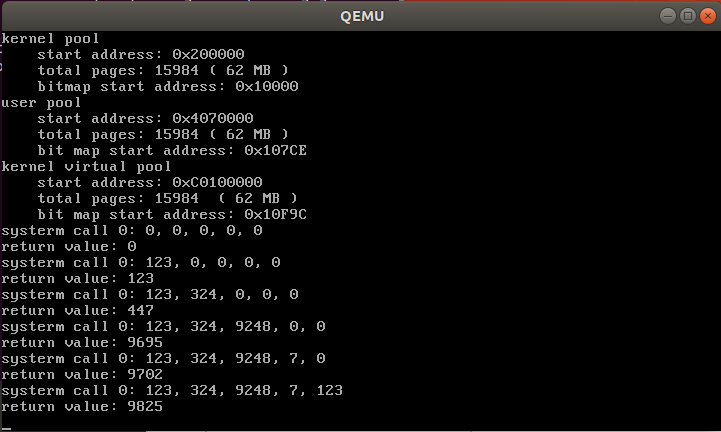 QEMU
kernel pool
start address: 0x200000
total pages: 15984 ( 62 MB )
bitmap start address: 0x10000
user pool
start address: 0x4070000
total pages: 15984 ( 62 MB )
bit map start address: 0x107CE
kernel virtual pool
start address: 0xC0100000
total pages: 15984  ( 62 MB )
bit map start address: 0x10F9C
systerm call 0: 0, 0, 0, 0, 0
return value: 0
systerm call 0: 123, 0, 0, 0, 0
return value: 123
systerm call 0: 123, 324, 0, 0, 0
return value: 447
systerm call 0: 123, 324, 9248, 0, 0
return value: 9695
systerm call 0: 123, 324, 9248, 7, 0
return value: 9702
systerm call 0: 123, 324, 9248, 7, 123
return value: 9825
_